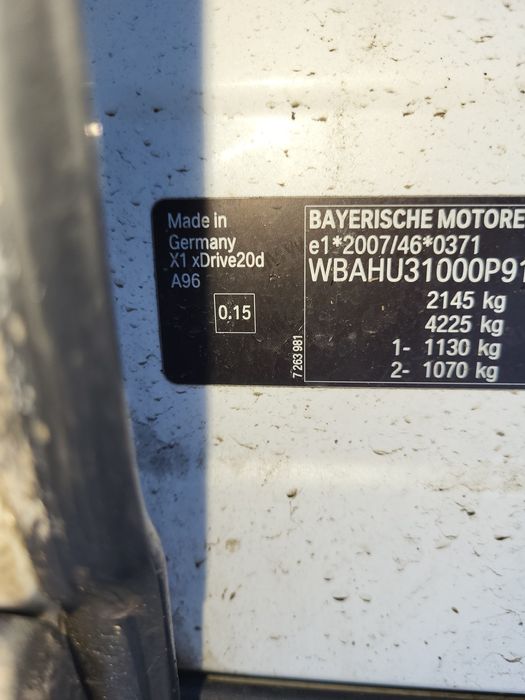 Made in
Germany
X1 xDrive20d
A96
0.15
7 263 981
BAYERISCHE MOTORE
e1*2007/46*0371
WBAHU31000P91
2145 kg
4225 kg
1- 1130 kg
2- 1070 kg